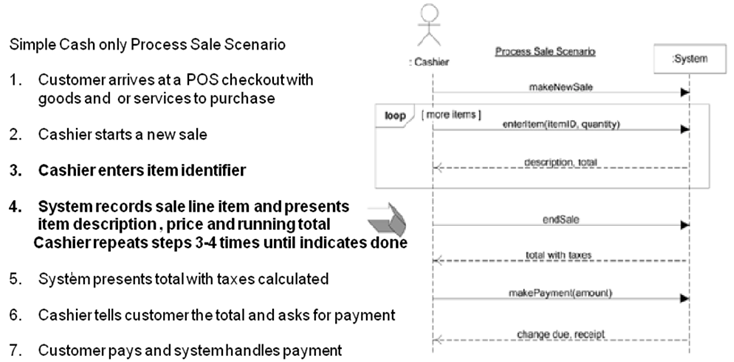 Simple Cash only Process Sale Scenario
1. Customer arrives at a POS checkout with
goods and or services to purchase
2. Cashier starts a new sale
3. Cashier enters item identifier
4. System records sale line item and presents
item description, price and running total
Cashier repeats steps 3-4 times until indicates done
5. System presents total with taxes calculated
6. Cashier tells customer the total and asks for payment
7. Customer pays and system handles payment
: Cashier
Process Sale Scenario
:System
makeNewSale
loop
[ more items ]
enterItem(itemID, quantity)
description, total
endSale
total with taxes
makePayment(amount)
change due, receipt